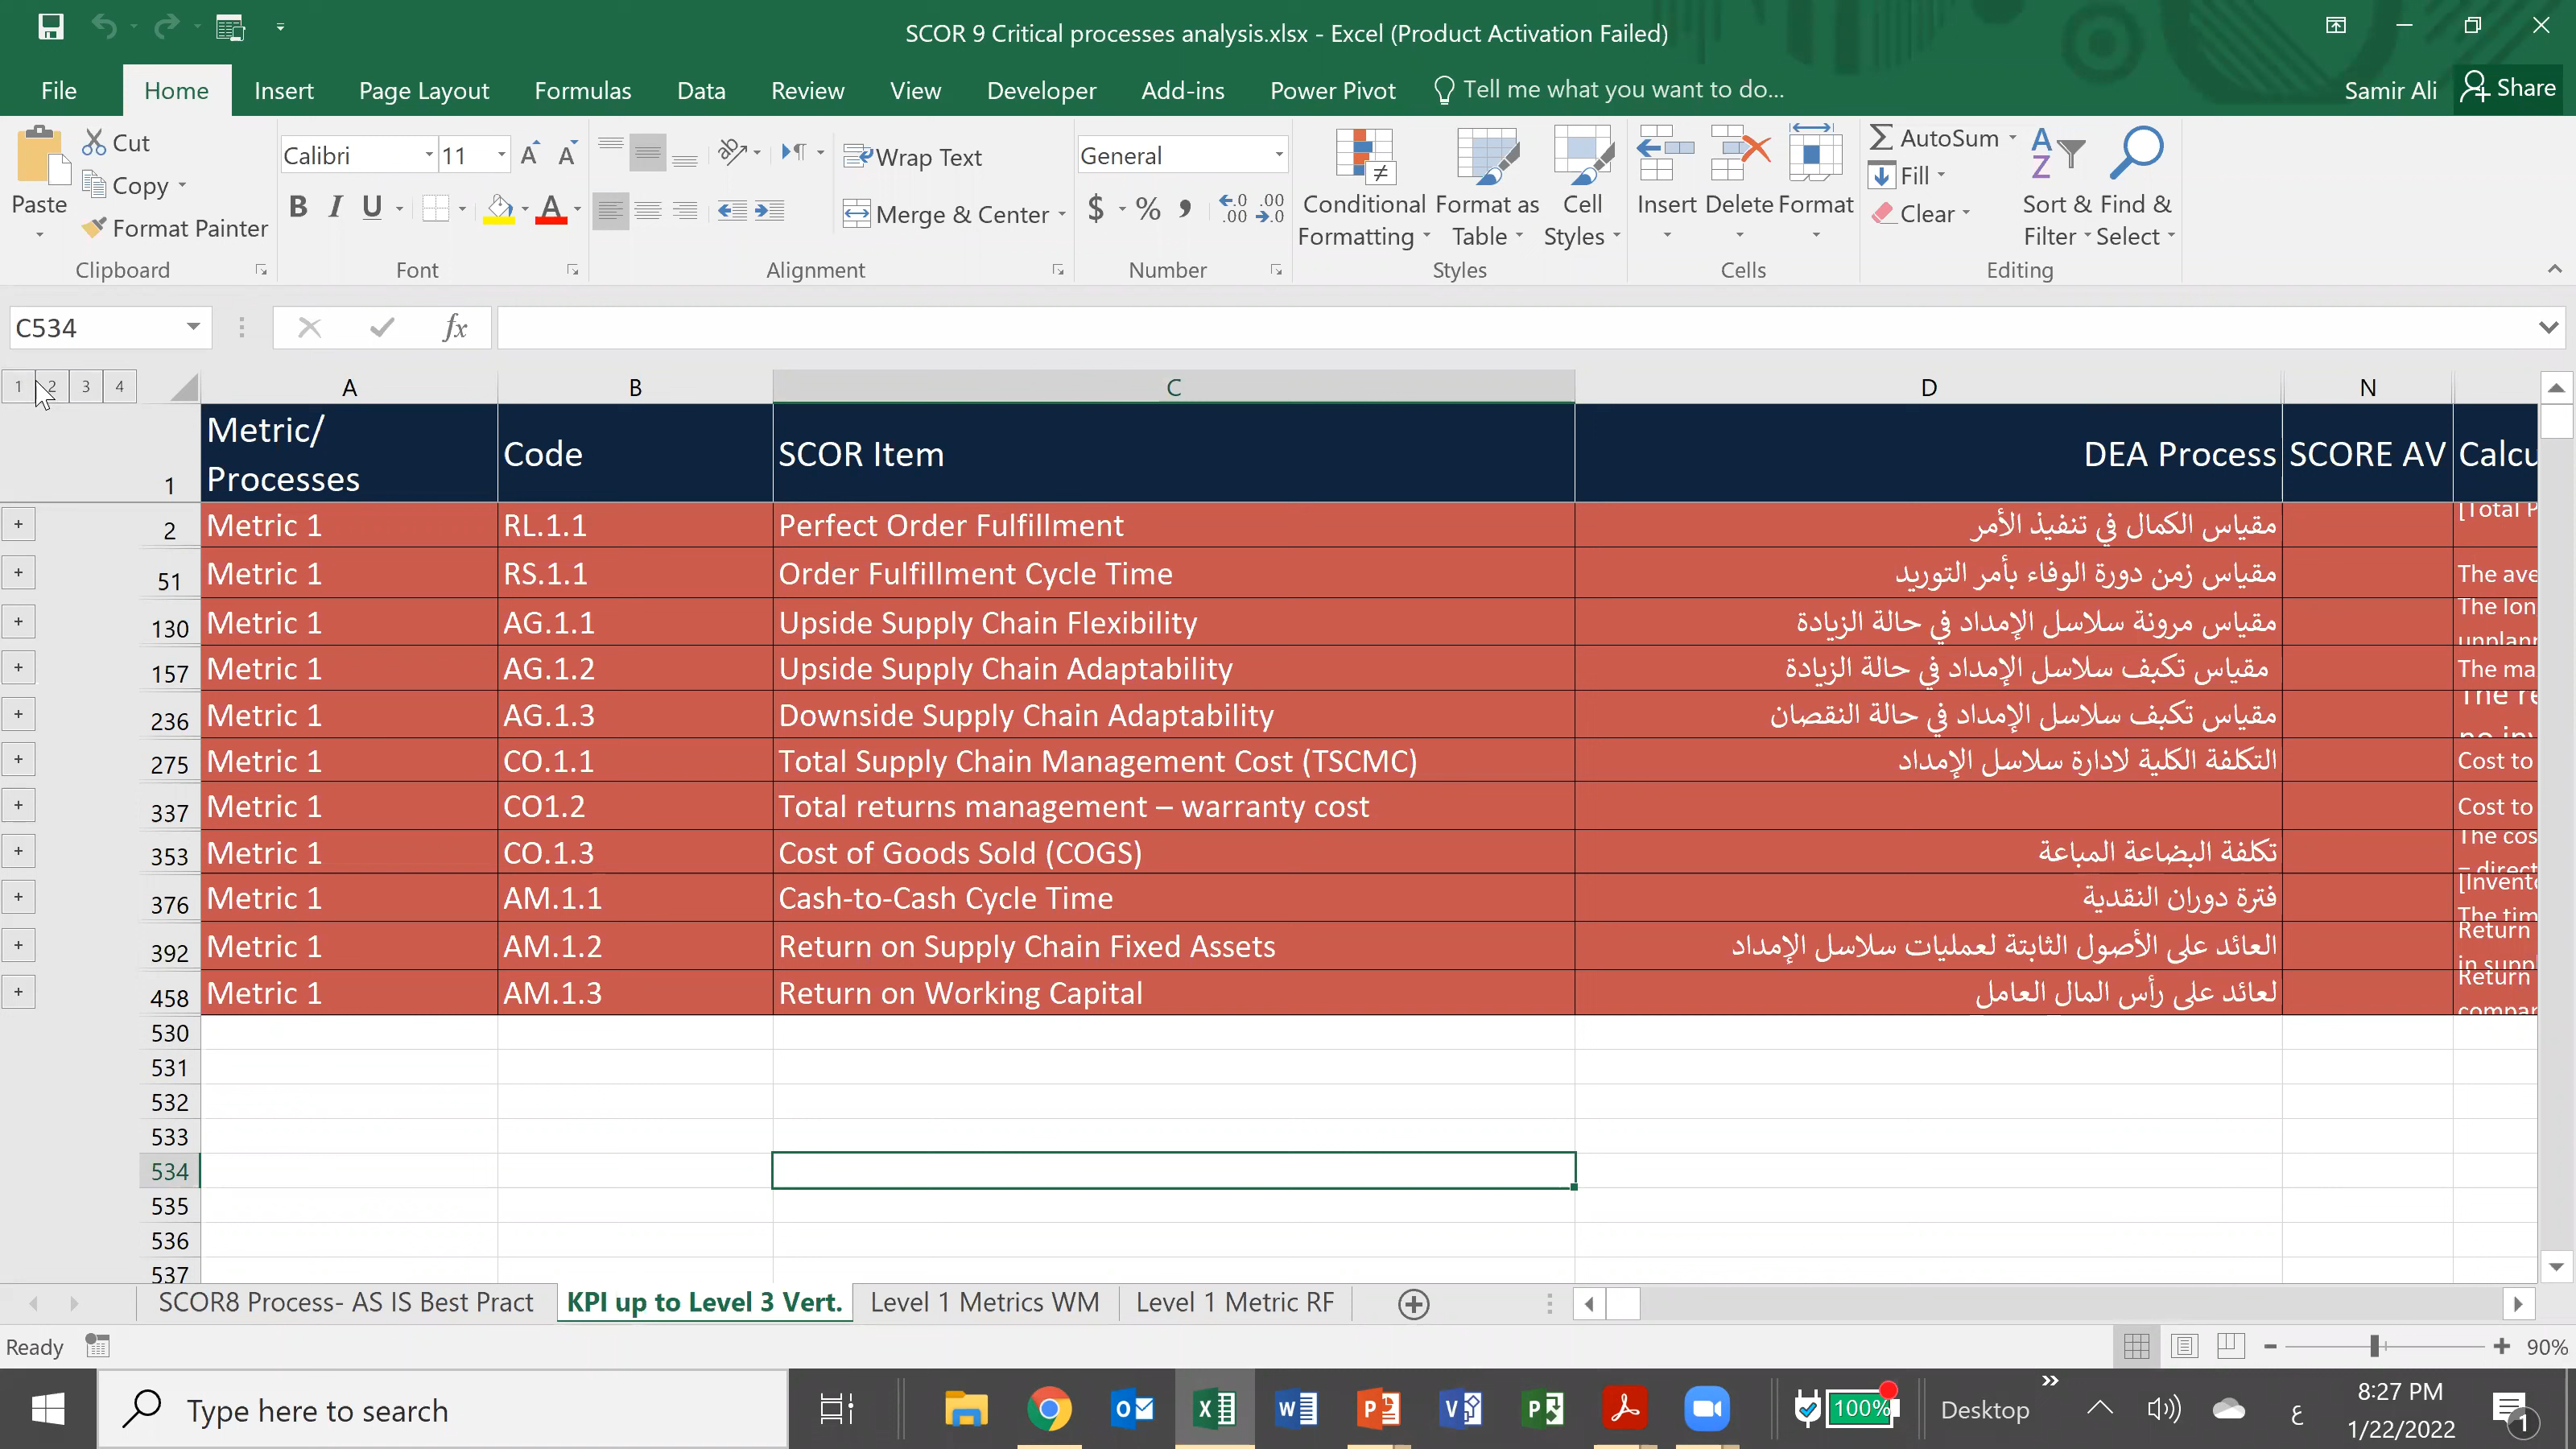 SCOR 9 Critical processes analysis.xlsx - Excel (Product Activation Failed)
File Home Insert Page Layout Formulas Data Review View Developer Add-ins Power Pivot Tell me what you want to do... Samir Ali Share
Paste
Cut
Copy
Format Painter
Clipboard
Calibri 11
B I U
Font
Wrap Text
Merge & Center
Alignment
General
$ % ,
Number
Conditional Formatting
Format as Table
Cell Styles
Styles
Insert Delete Format
Cells
AutoSum
Fill
Clear
Sort & Filter
Find & Select
Editing
C534 fx
1 2 3 4 A B C D N
1 Metric/ Processes Code SCOR Item DEA Process SCORE AV Calcu
2 Metric 1 RL.1.1 Perfect Order Fulfillment مقياس الكمال في تنفيذ الأمر [Total P
51 Metric 1 RS.1.1 Order Fulfillment Cycle Time مقياس زمن دورة الوفاء بأمر التوريد The ave
130 Metric 1 AG.1.1 Upside Supply Chain Flexibility مقياس مرونة سلاسل الإمداد في حالة الزيادة The lon
unplann
157 Metric 1 AG.1.2 Upside Supply Chain Adaptability مقياس تكيف سلاسل الإمداد في حالة الزيادة The ma
236 Metric 1 AG.1.3 Downside Supply Chain Adaptability مقياس تكيف سلاسل الإمداد في حالة النقصان The re
no inv
275 Metric 1 CO.1.1 Total Supply Chain Management Cost (TSCMC) التكلفة الكلية لادارة سلاسل الإمداد Cost to
337 Metric 1 CO1.2 Total returns management – warranty cost Cost to
353 Metric 1 CO.1.3 Cost of Goods Sold (COGS) تكلفة البضاعة المباعة The cos
= direct
376 Metric 1 AM.1.1 Cash-to-Cash Cycle Time فترة دوران النقدية [Invento
The tim
392 Metric 1 AM.1.2 Return on Supply Chain Fixed Assets العائد على الأصول الثابتة لعمليات سلاسل الإمداد Return
in suppl
458 Metric 1 AM.1.3 Return on Working Capital لعائد على رأس المال العامل Return
compar
530
531
532
533
534
535
536
537
SCOR8 Process- AS IS Best Pract KPI up to Level 3 Vert. Level 1 Metrics WM Level 1 Metric RF
Ready 90%
Type here to search 100% Desktop ع 8:27 PM
1/22/2022 1